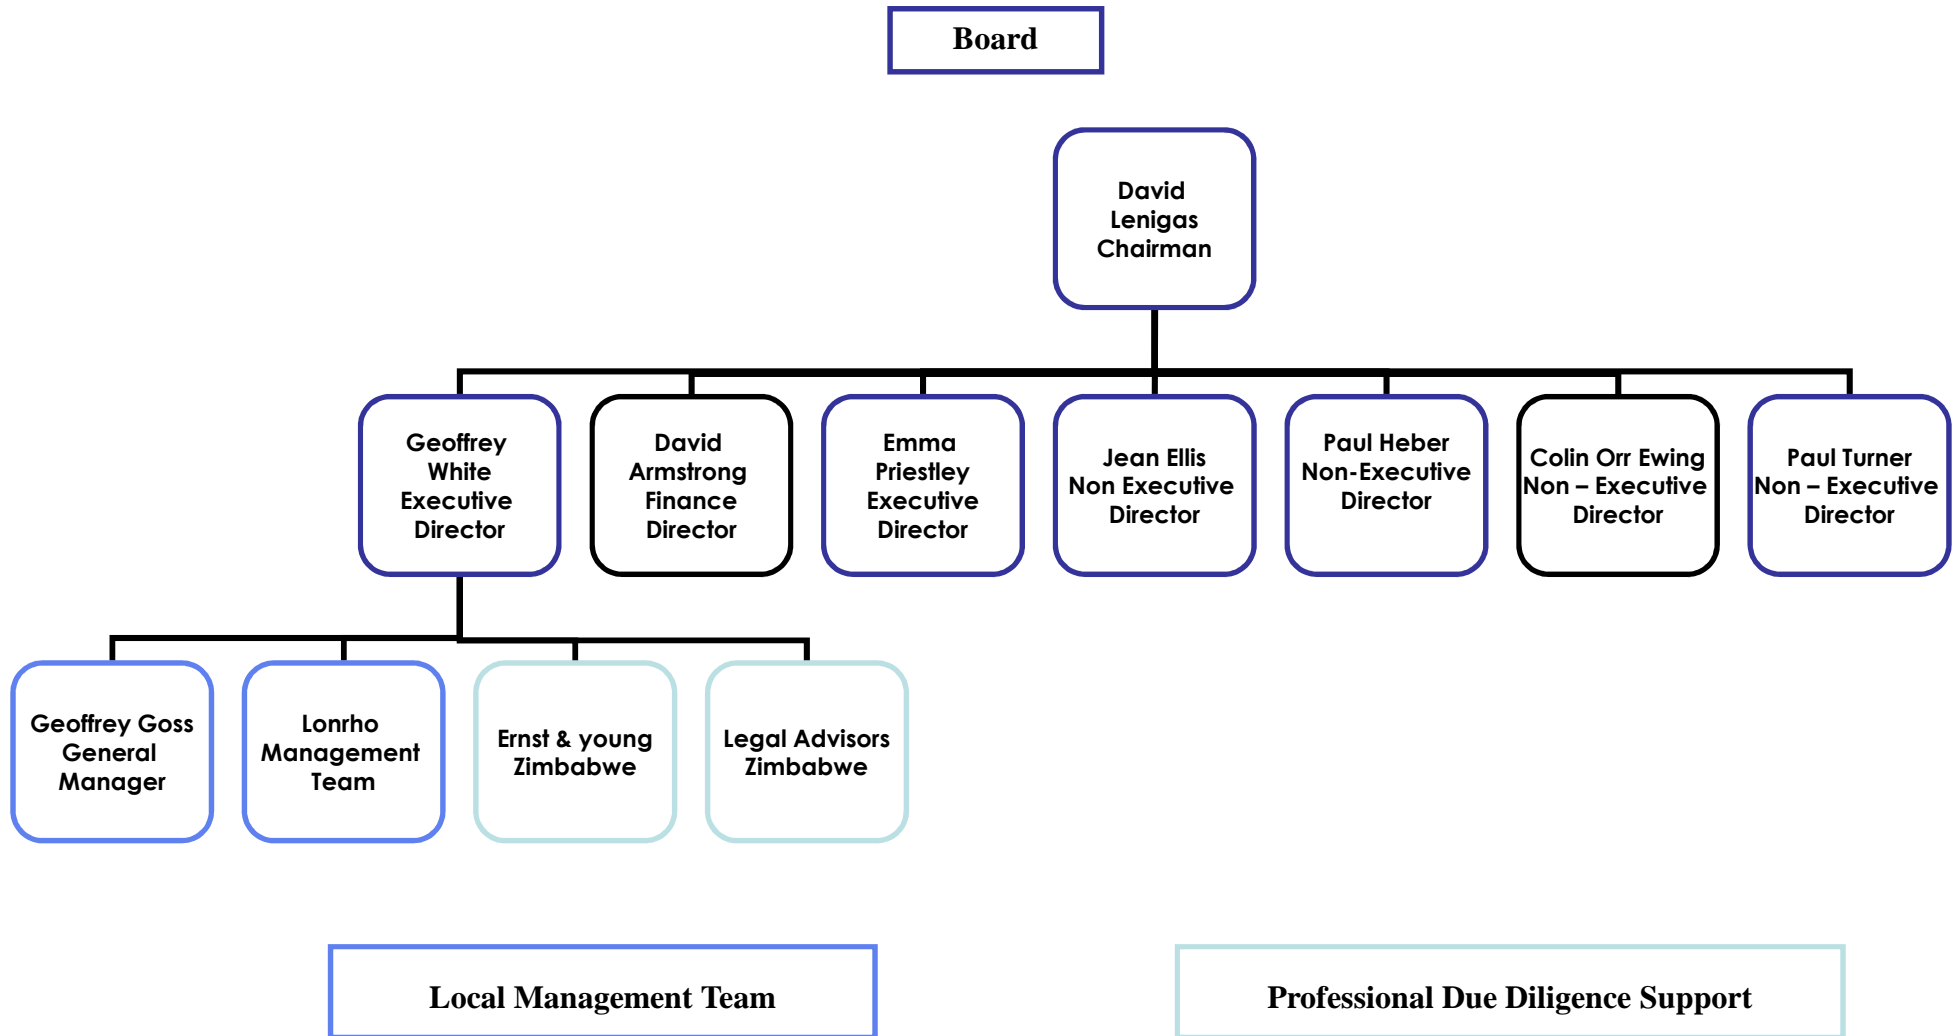 Board
David
Lenigas
Chairman
Geoffrey
White
Executive
Director
David
Armstrong
Finance
Director
Emma
Priestley
Executive
Director
Jean Ellis
Non Executive
Director
Paul Heber
Non-Executive
Director
Colin Orr Ewing
Non – Executive
Director
Paul Turner
Non – Executive
Director
Geoffrey Goss
General
Manager
Lonrho
Management
Team
Ernst & young
Zimbabwe
Legal Advisors
Zimbabwe
Local Management Team
Professional Due Diligence Support